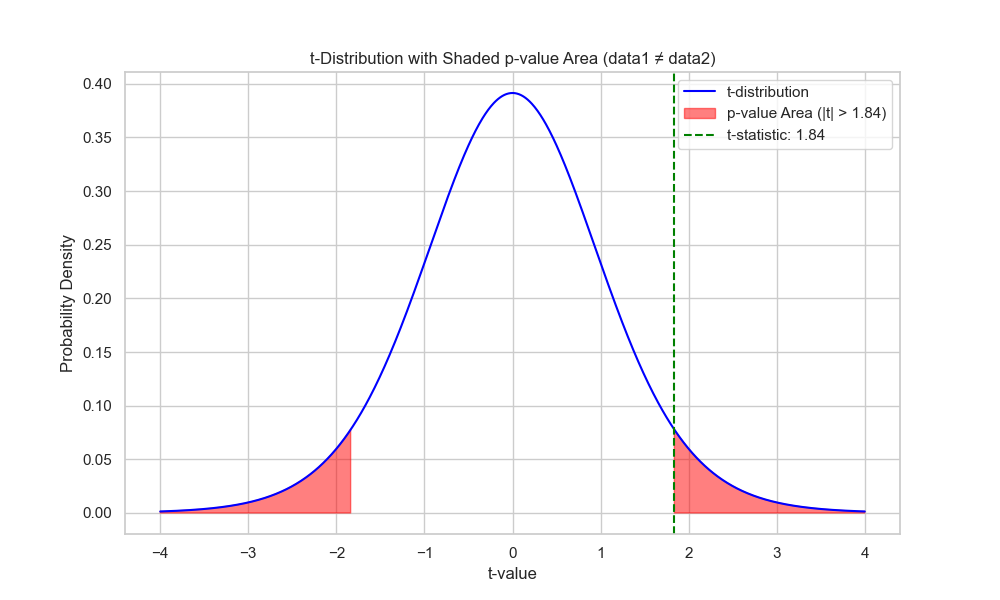 t-Distribution with Shaded p-value Area (data1 ≠ data2)
t-distribution
p-value Area (|t| > 1.84)
t-statistic: 1.84
Probability Density
0.40
0.35
0.30
0.25
0.20
0.15
0.10
0.05
0.00
−4 −3 −2 −1 0 1 2 3 4
t-value